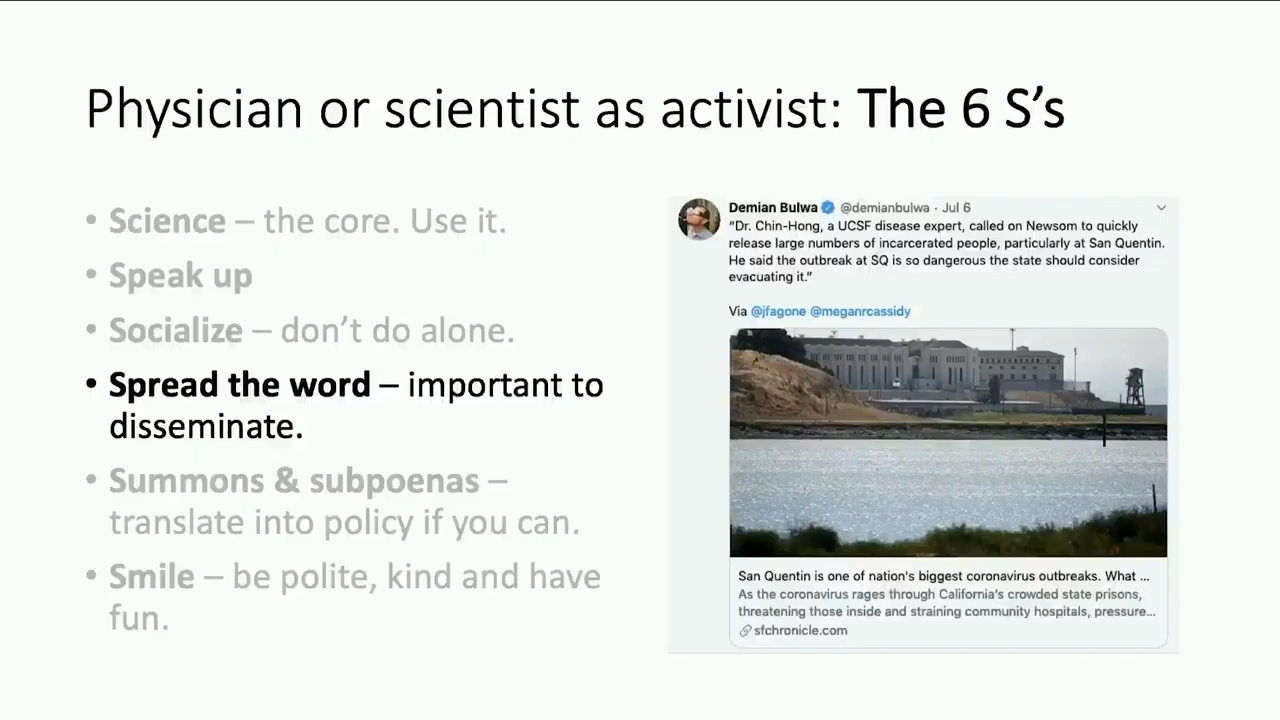 Physician or scientist as activist: The 6 S’s
• Science – the core. Use it.
• Speak up
• Socialize – don’t do alone.
• Spread the word – important to
disseminate.
• Summons & subpoenas –
translate into policy if you can.
• Smile – be polite, kind and have
fun.
Demian Bulwa @demianbulwa · Jul 6
“Dr. Chin-Hong, a UCSF disease expert, called on Newsom to quickly
release large numbers of incarcerated people, particularly at San Quentin.
He said the outbreak at SQ is so dangerous the state should consider
evacuating it.”
Via @jfagone @meganrcassidy
San Quentin is one of nation's biggest coronavirus outbreaks. What ...
As the coronavirus rages through California’s crowded state prisons,
threatening those inside and straining community hospitals, pressure...
sfchronicle.com